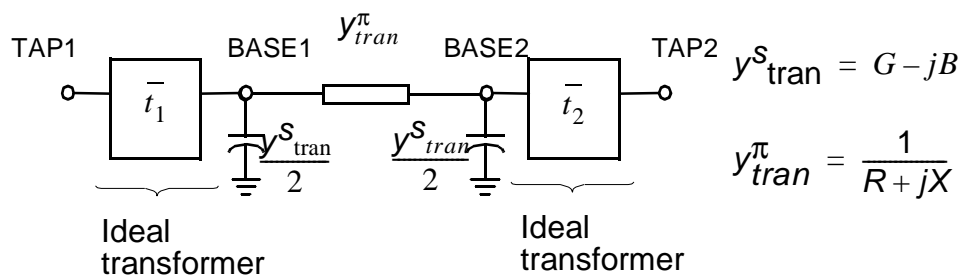 TAP1 BASE1 y^π_tran BASE2 TAP2
t̄_1 t̄_2
y^s_tran = G – jB
y^s_tran / 2 y^s_tran / 2
y^π_tran = 1 / (R + jX)
Ideal transformer
Ideal transformer